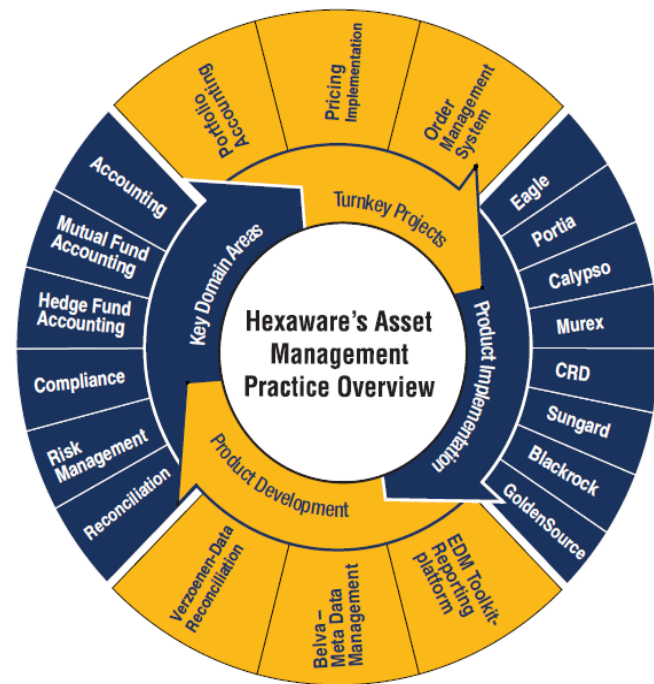 Hexaware's Asset
Management
Practice Overview
Turnkey Projects
Portfolio
Accounting
Pricing
Implementation
Order
Management
System
Product Implementation
Eagle
Portia
Calypso
Murex
CRD
Sungard
Blackrock
GoldenSource
Product Development
EDM Toolkit-
Reporting
platform
Belva –
Meta Data
Management
Verzoenen-Data
Reconciliation
Key Domain Areas
Accounting
Mutual Fund
Accounting
Hedge Fund
Accounting
Compliance
Risk
Management
Reconciliation